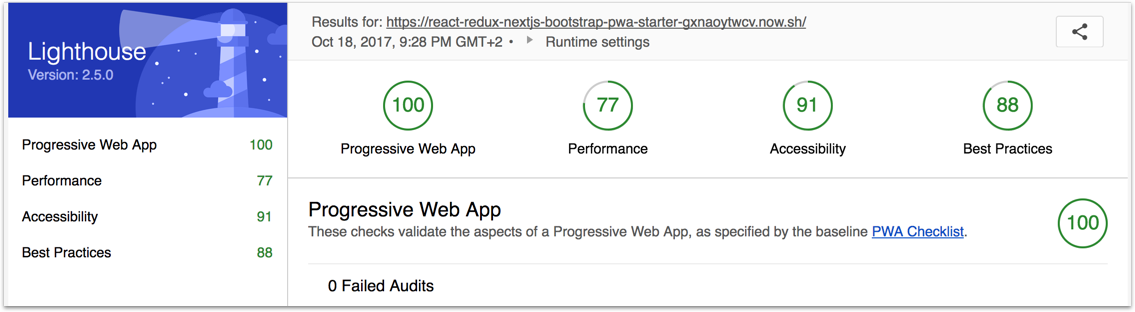 Lighthouse
Version: 2.5.0
Progressive Web App 100
Performance 77
Accessibility 91
Best Practices 88
Results for: https://react-redux-nextjs-bootstrap-pwa-starter-gxnaoytwcv.now.sh/
Oct 18, 2017, 9:28 PM GMT+2 • Runtime settings
100 77 91 88
Progressive Web App Performance Accessibility Best Practices
Progressive Web App 100
These checks validate the aspects of a Progressive Web App, as specified by the baseline PWA Checklist.
0 Failed Audits